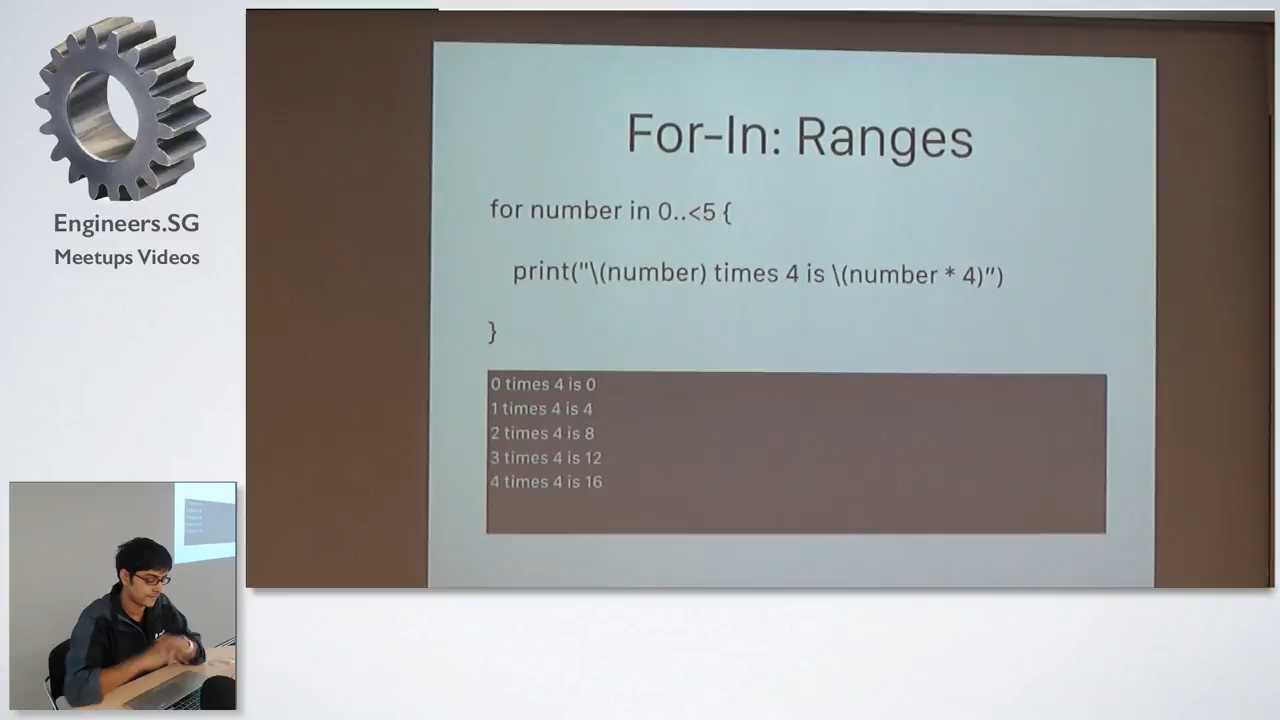 Engineers.SG
Meetups Videos
For-In: Ranges
for number in 0..<5 {
print("\(number) times 4 is \(number * 4)")
}
0 times 4 is 0
1 times 4 is 4
2 times 4 is 8
3 times 4 is 12
4 times 4 is 16